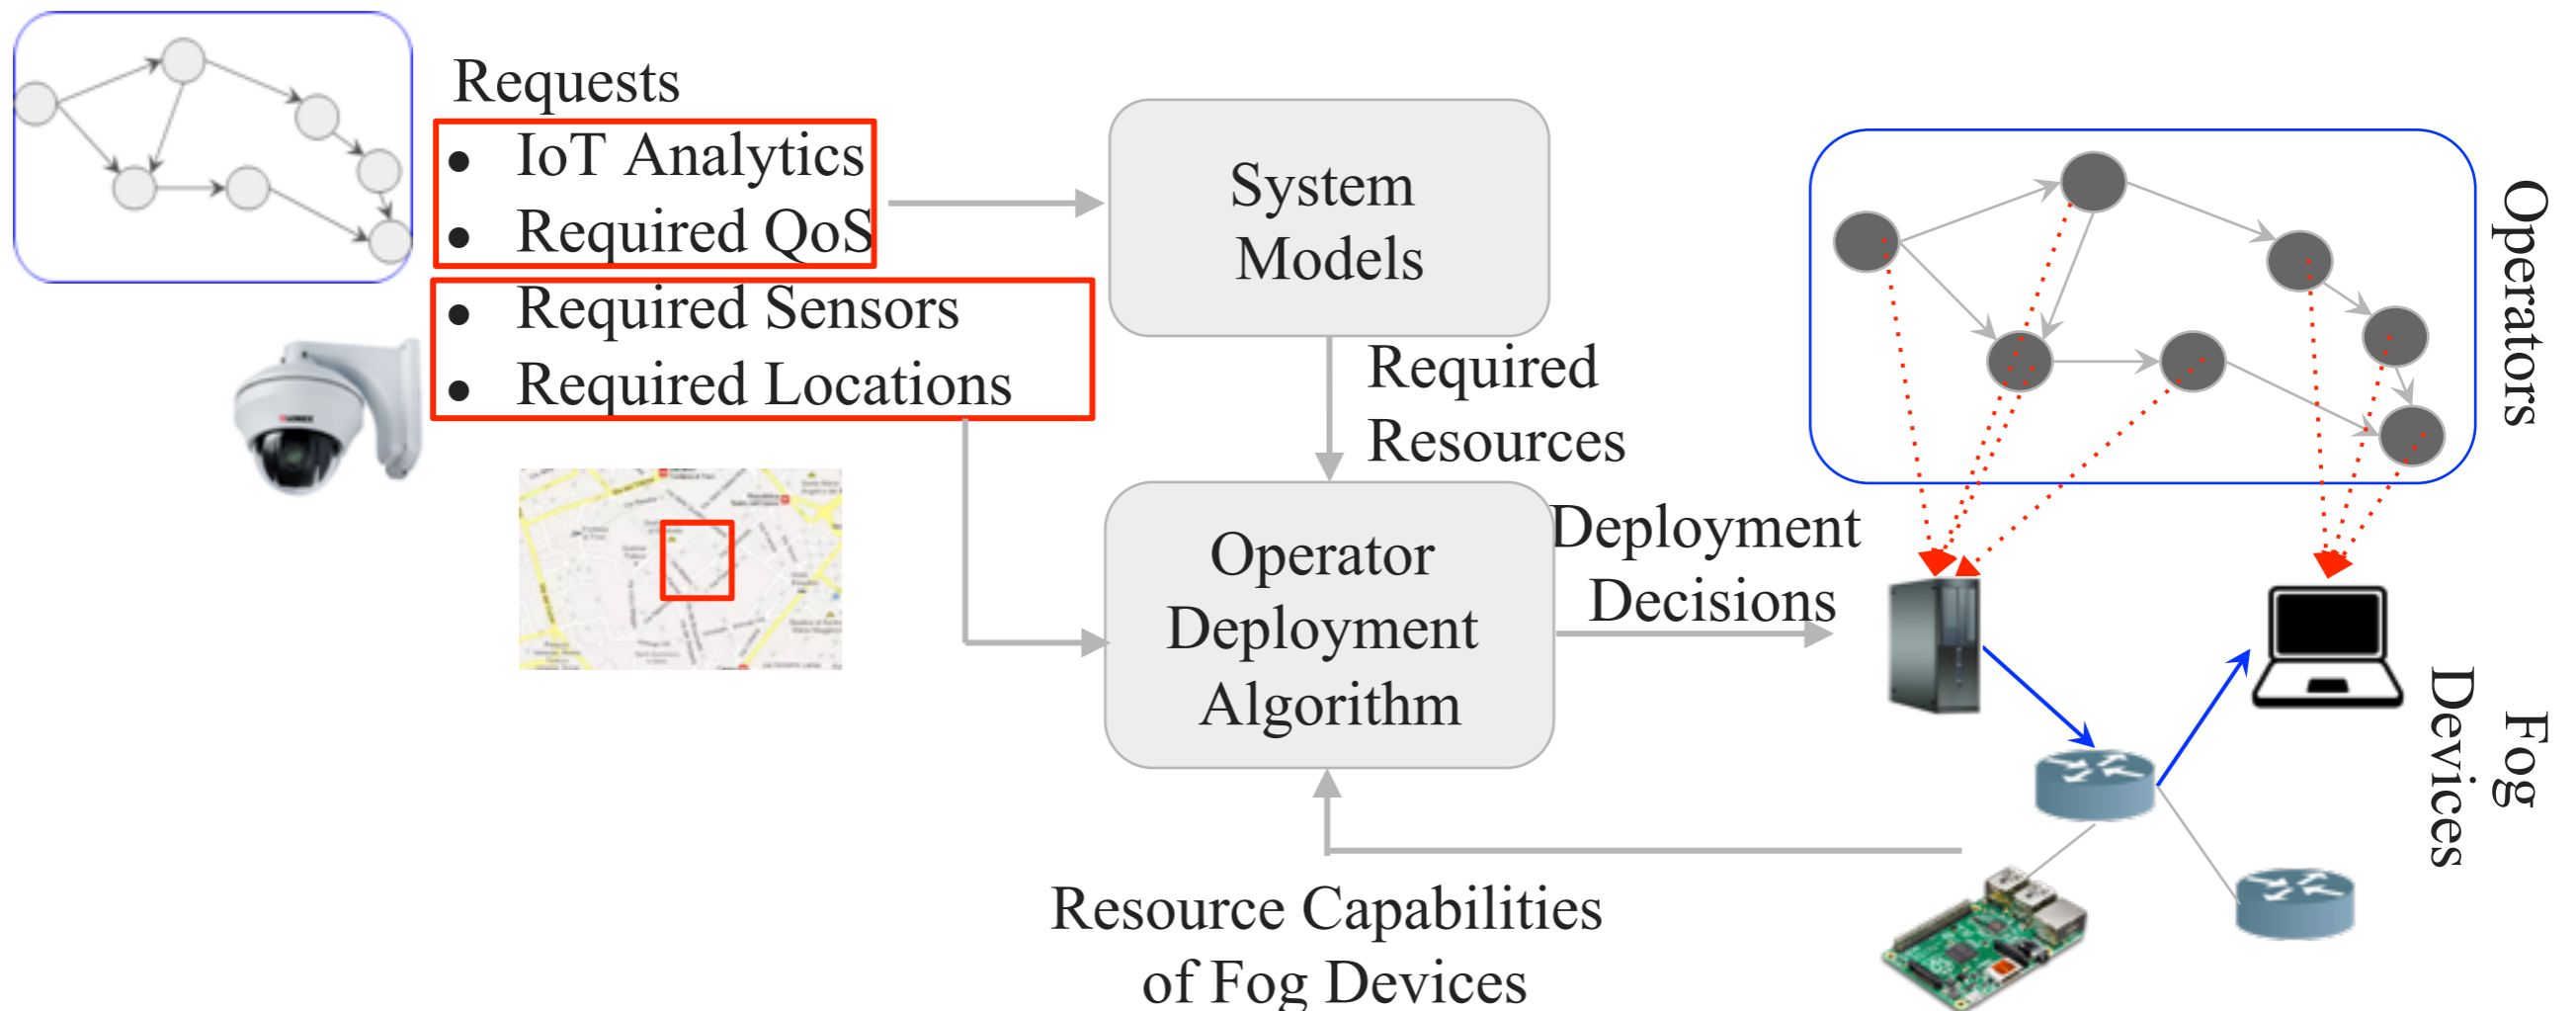 Requests
• IoT Analytics
• Required QoS
• Required Sensors
• Required Locations
System
Models
Required
Resources
Operator
Deployment
Algorithm
Deployment
Decisions
Resource Capabilities
of Fog Devices
Operators
Fog
Devices